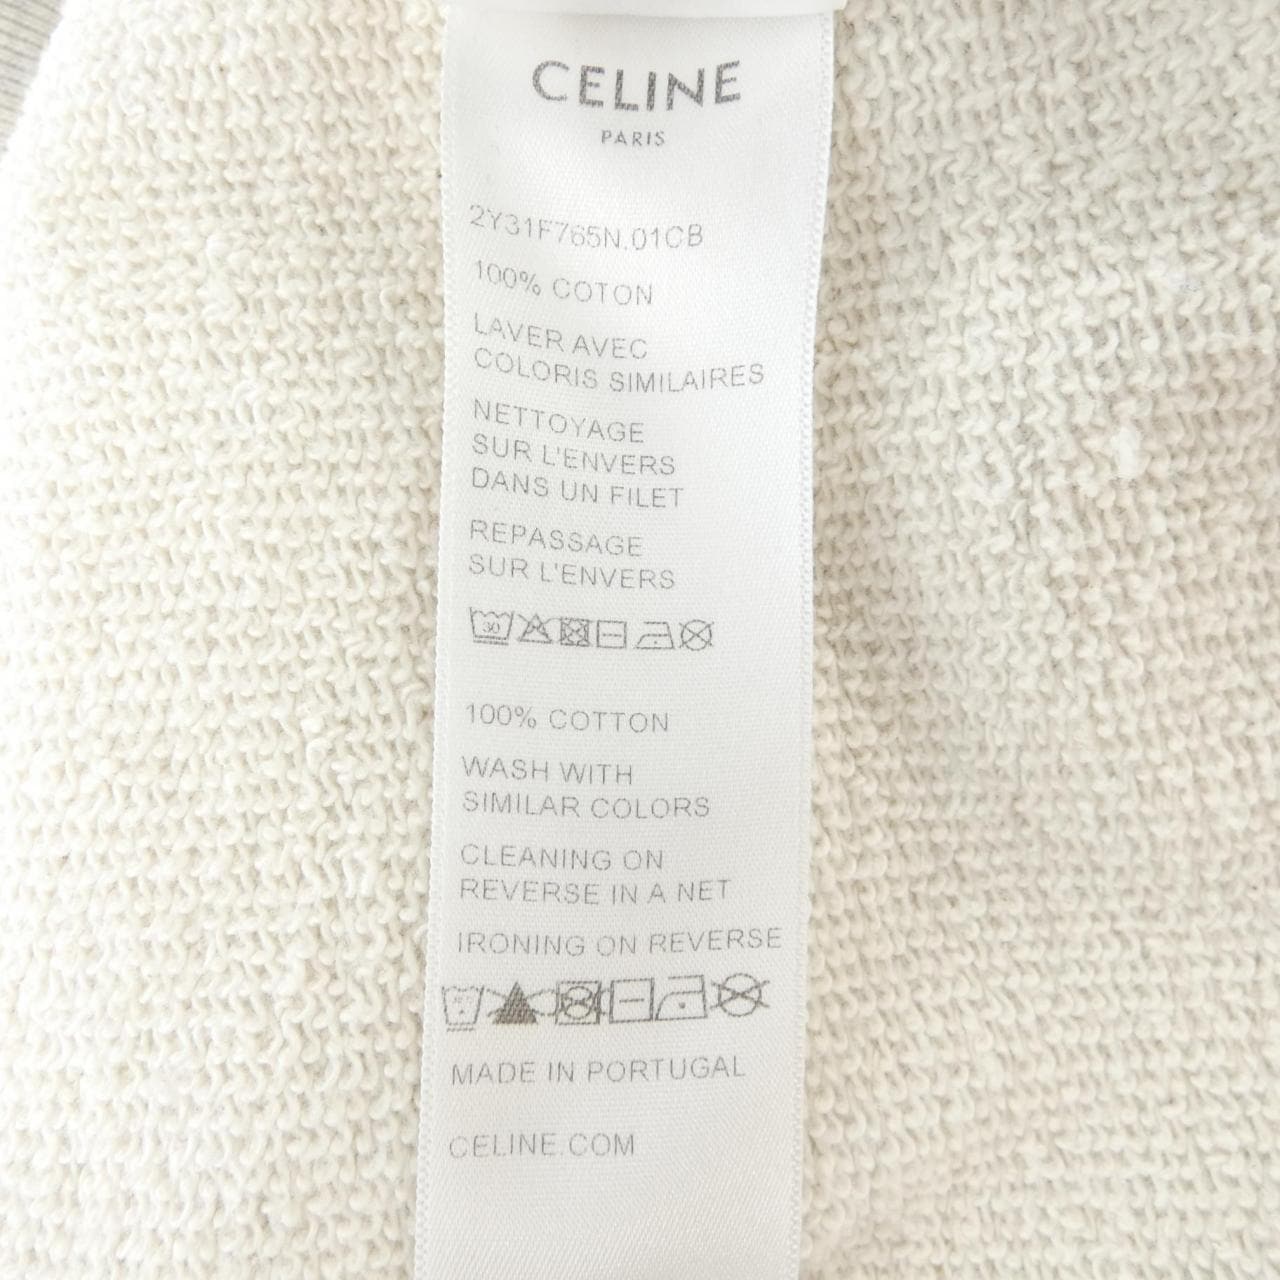 CELINE
PARIS
2Y31F765N.01CB
100% COTON
LAVER AVEC
COLORIS SIMILAIRES
NETTOYAGE
SUR L'ENVERS
DANS UN FILET
REPASSAGE
SUR L'ENVERS
30
100% COTTON
WASH WITH
SIMILAR COLORS
CLEANING ON
REVERSE IN A NET
IRONING ON REVERSE
MADE IN PORTUGAL
CELINE.COM